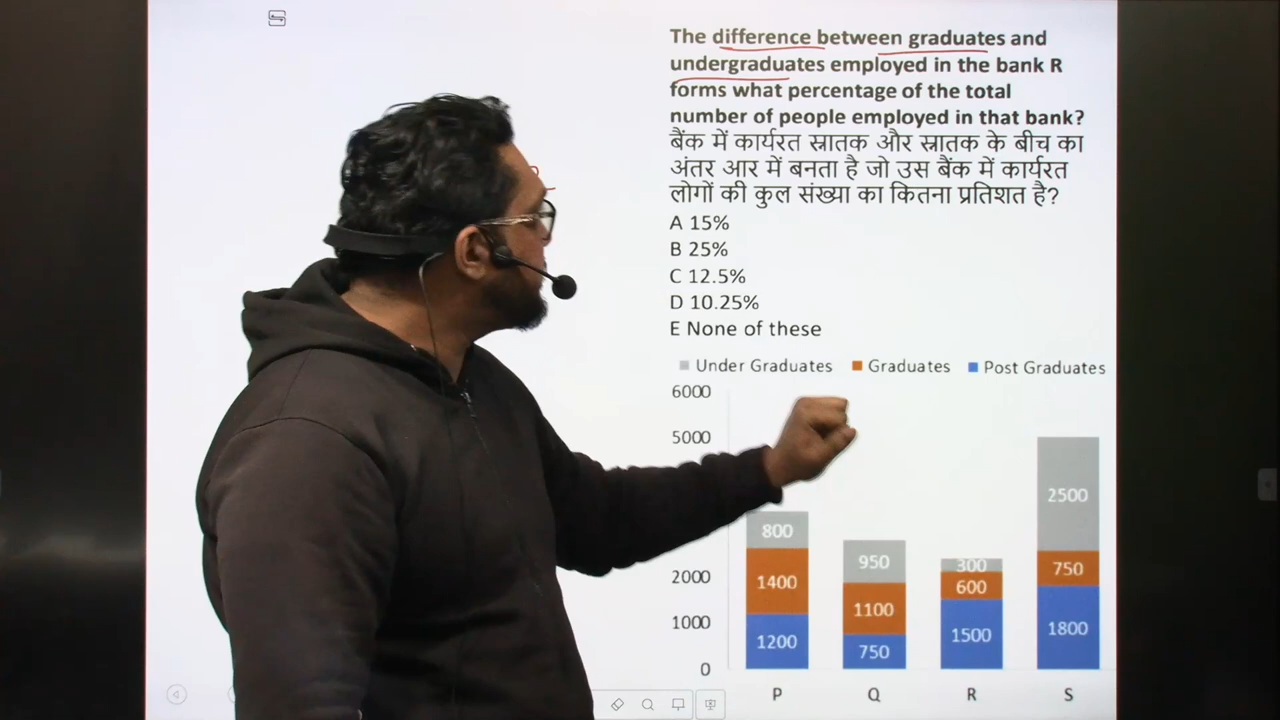 The difference between graduates and
undergraduates employed in the bank R
forms what percentage of the total
number of people employed in that bank?
बैंक में कार्यरत स्नातक और स्नातक के बीच का
अंतर आर में बनता है जो उस बैंक में कार्यरत
लोगों की कुल संख्या का कितना प्रतिशत है?
A 15%
B 25%
C 12.5%
D 10.25%
E None of these
Under Graduates Graduates Post Graduates
6000
5000
2000
1000
0
800
1400
1200
950
1100
750
300
600
1500
2500
750
1800
P Q R S